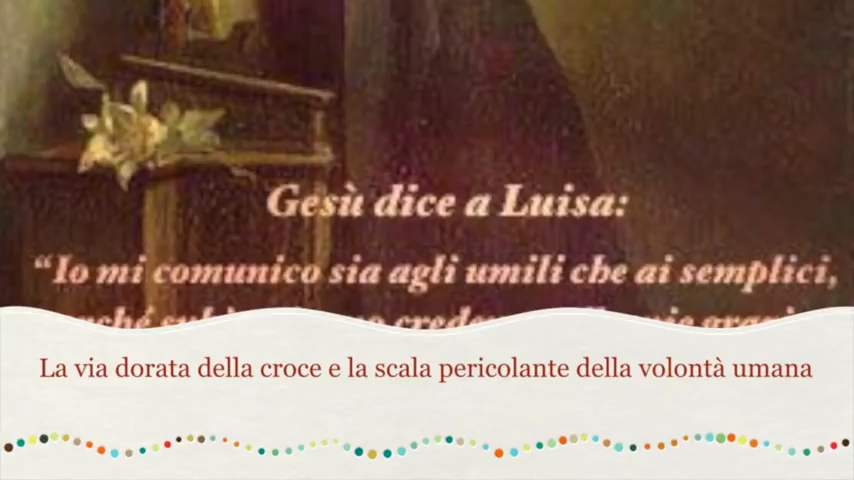 Gesù dice a Luisa:
“Io mi comunico sia agli umili che ai semplici,
La via dorata della croce e la scala pericolante della volontà umana